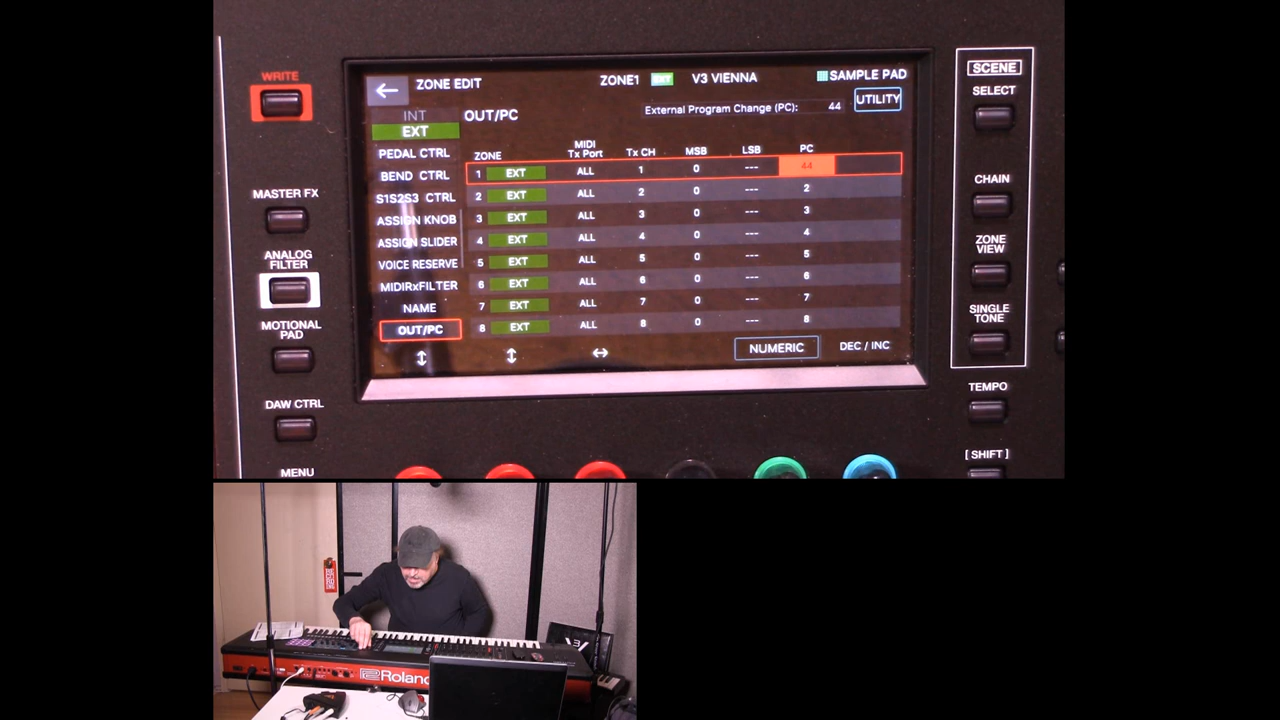 WRITE
MASTER FX
ANALOG
FILTER
MOTIONAL
PAD
DAW CTRL
MENU
ZONE EDIT
ZONE1 EXT V3 VIENNA
SAMPLE PAD
External Program Change (PC): 44
UTILITY
INT
EXT
PEDAL CTRL
BEND CTRL
S1S2S3 CTRL
ASSIGN KNOB
ASSIGN SLIDER
VOICE RESERVE
MIDIRxFILTER
NAME
OUT/PC
OUT/PC
ZONE MIDI Tx Port Tx CH MSB LSB PC
1 EXT ALL 1 0 --- 44
2 EXT ALL 2 0 --- 2
3 EXT ALL 3 0 --- 3
4 EXT ALL 4 0 --- 4
5 EXT ALL 5 0 --- 5
6 EXT ALL 6 0 --- 6
7 EXT ALL 7 0 --- 7
8 EXT ALL 8 0 --- 8
NUMERIC DEC / INC
SCENE
SELECT
CHAIN
ZONE
VIEW
SINGLE
TONE
TEMPO
[ SHIFT ]
Roland